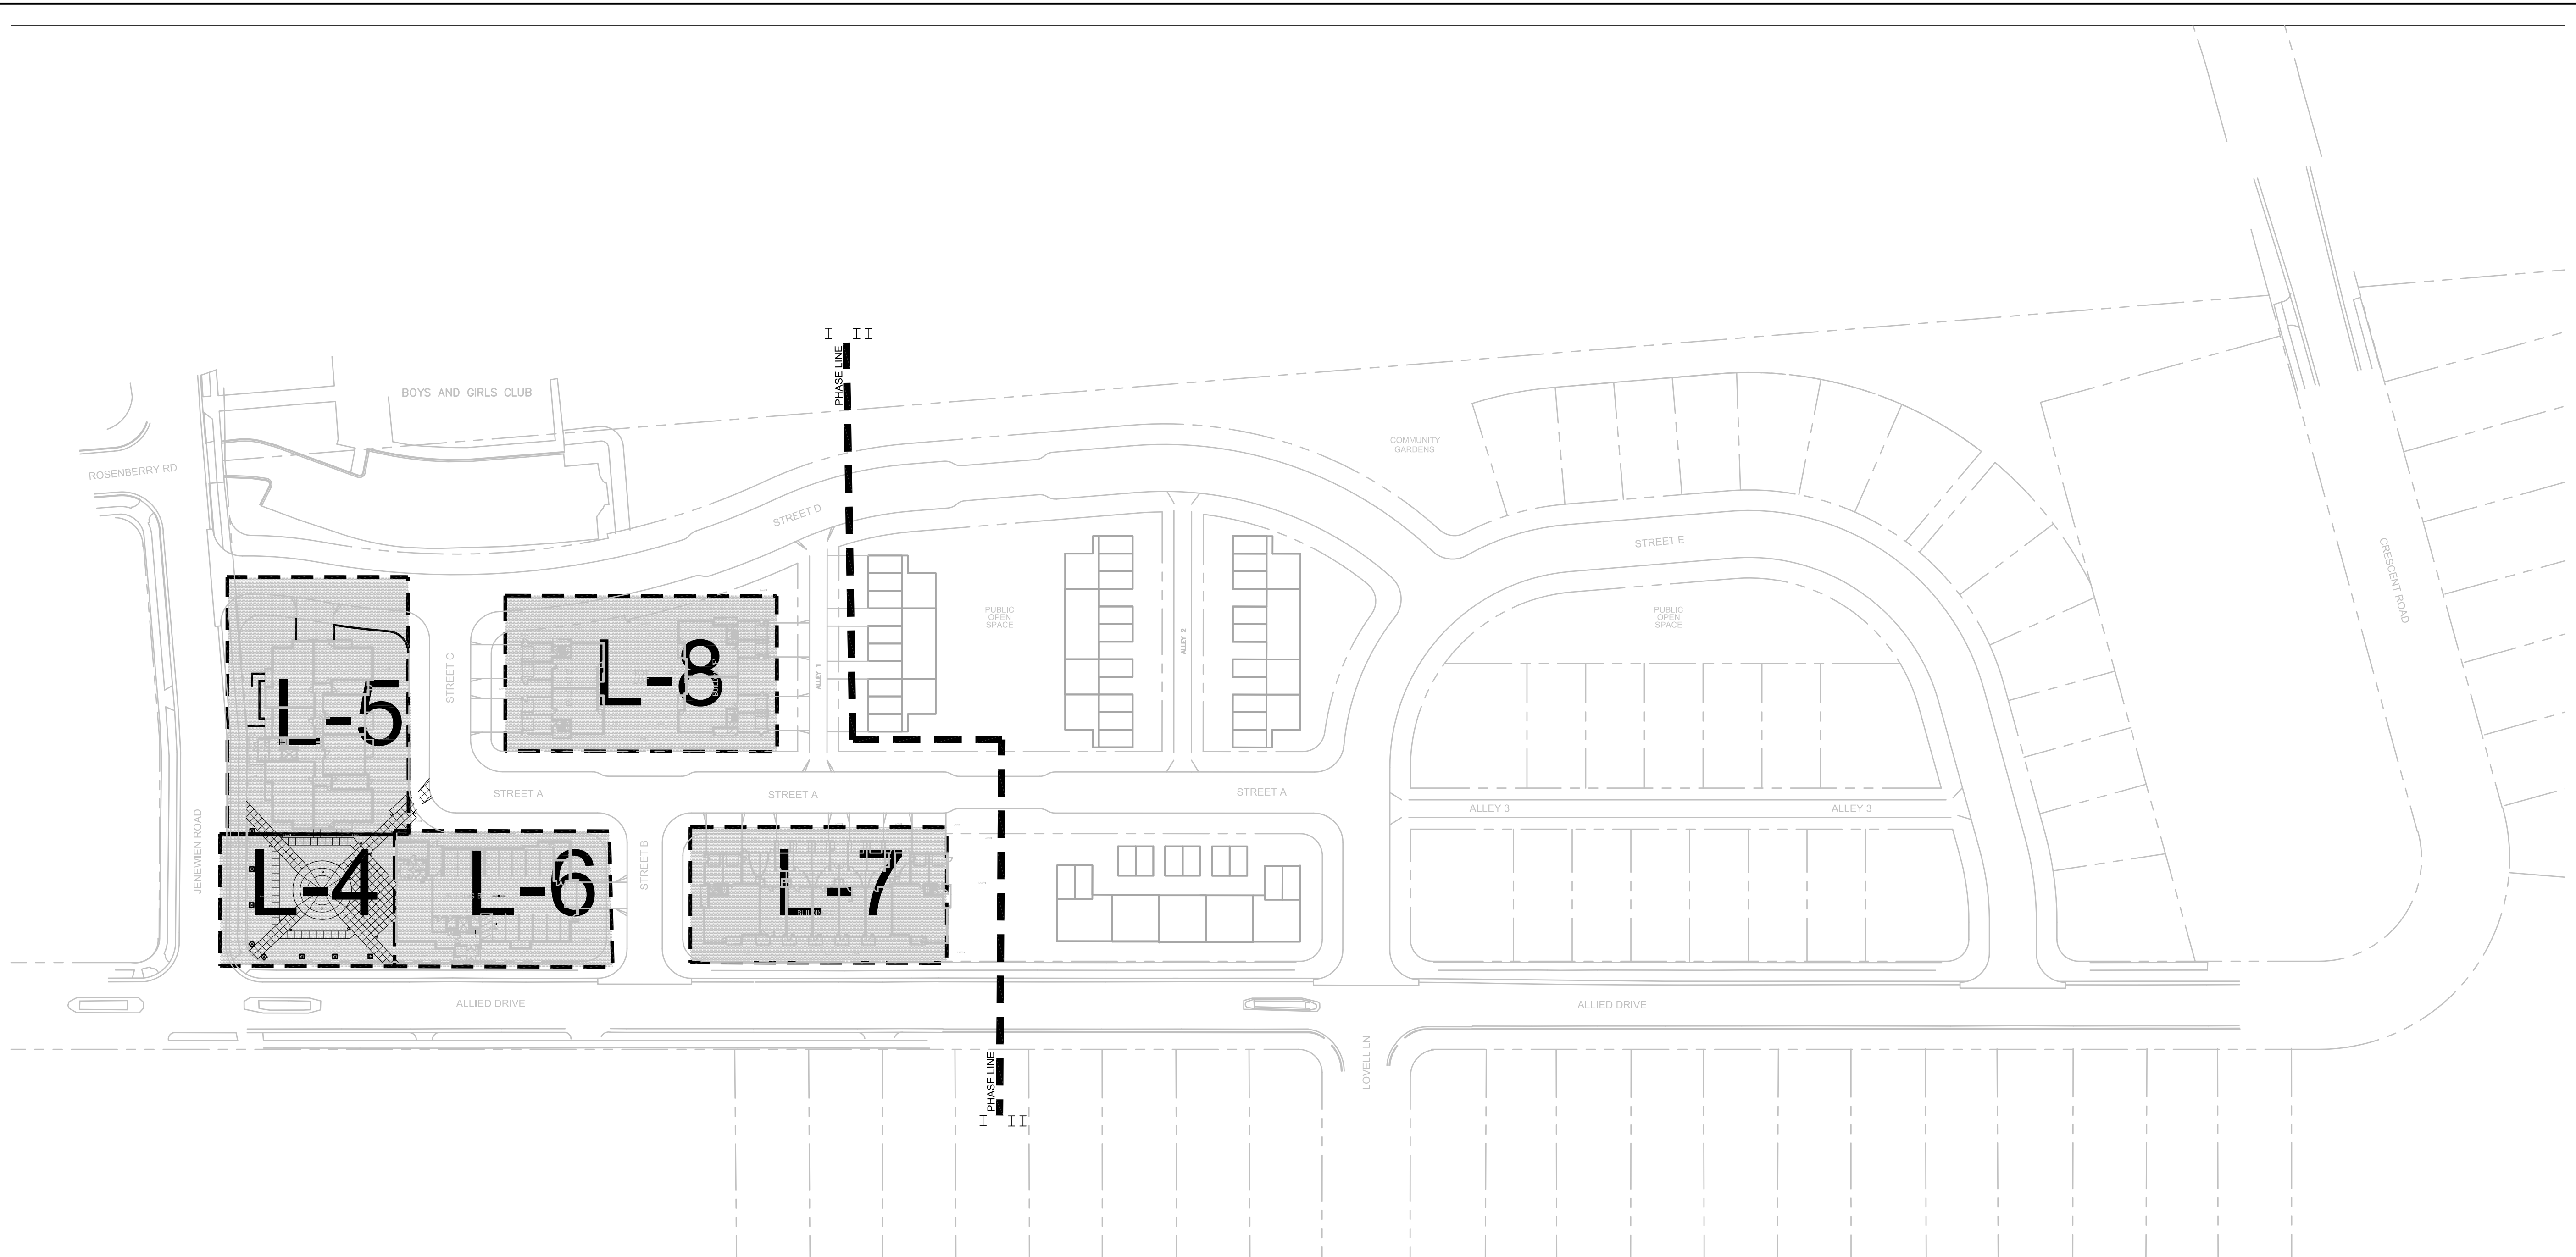 I II
PHASE LINE
BOYS AND GIRLS CLUB
COMMUNITY
GARDENS
ROSENBERRY RD
STREET D
STREET E
CRESCENT ROAD
PUBLIC
OPEN
SPACE
PUBLIC
OPEN
SPACE
STREET C
L-8
ALLEY 1
ALLEY 2
L-5
STREET A
STREET A
STREET A
ALLEY 3
ALLEY 3
JENEWIEN ROAD
L-4
L-6
STREET B
L-7
ALLIED DRIVE
ALLIED DRIVE
LOVELL LN
PHASE LINE
I II